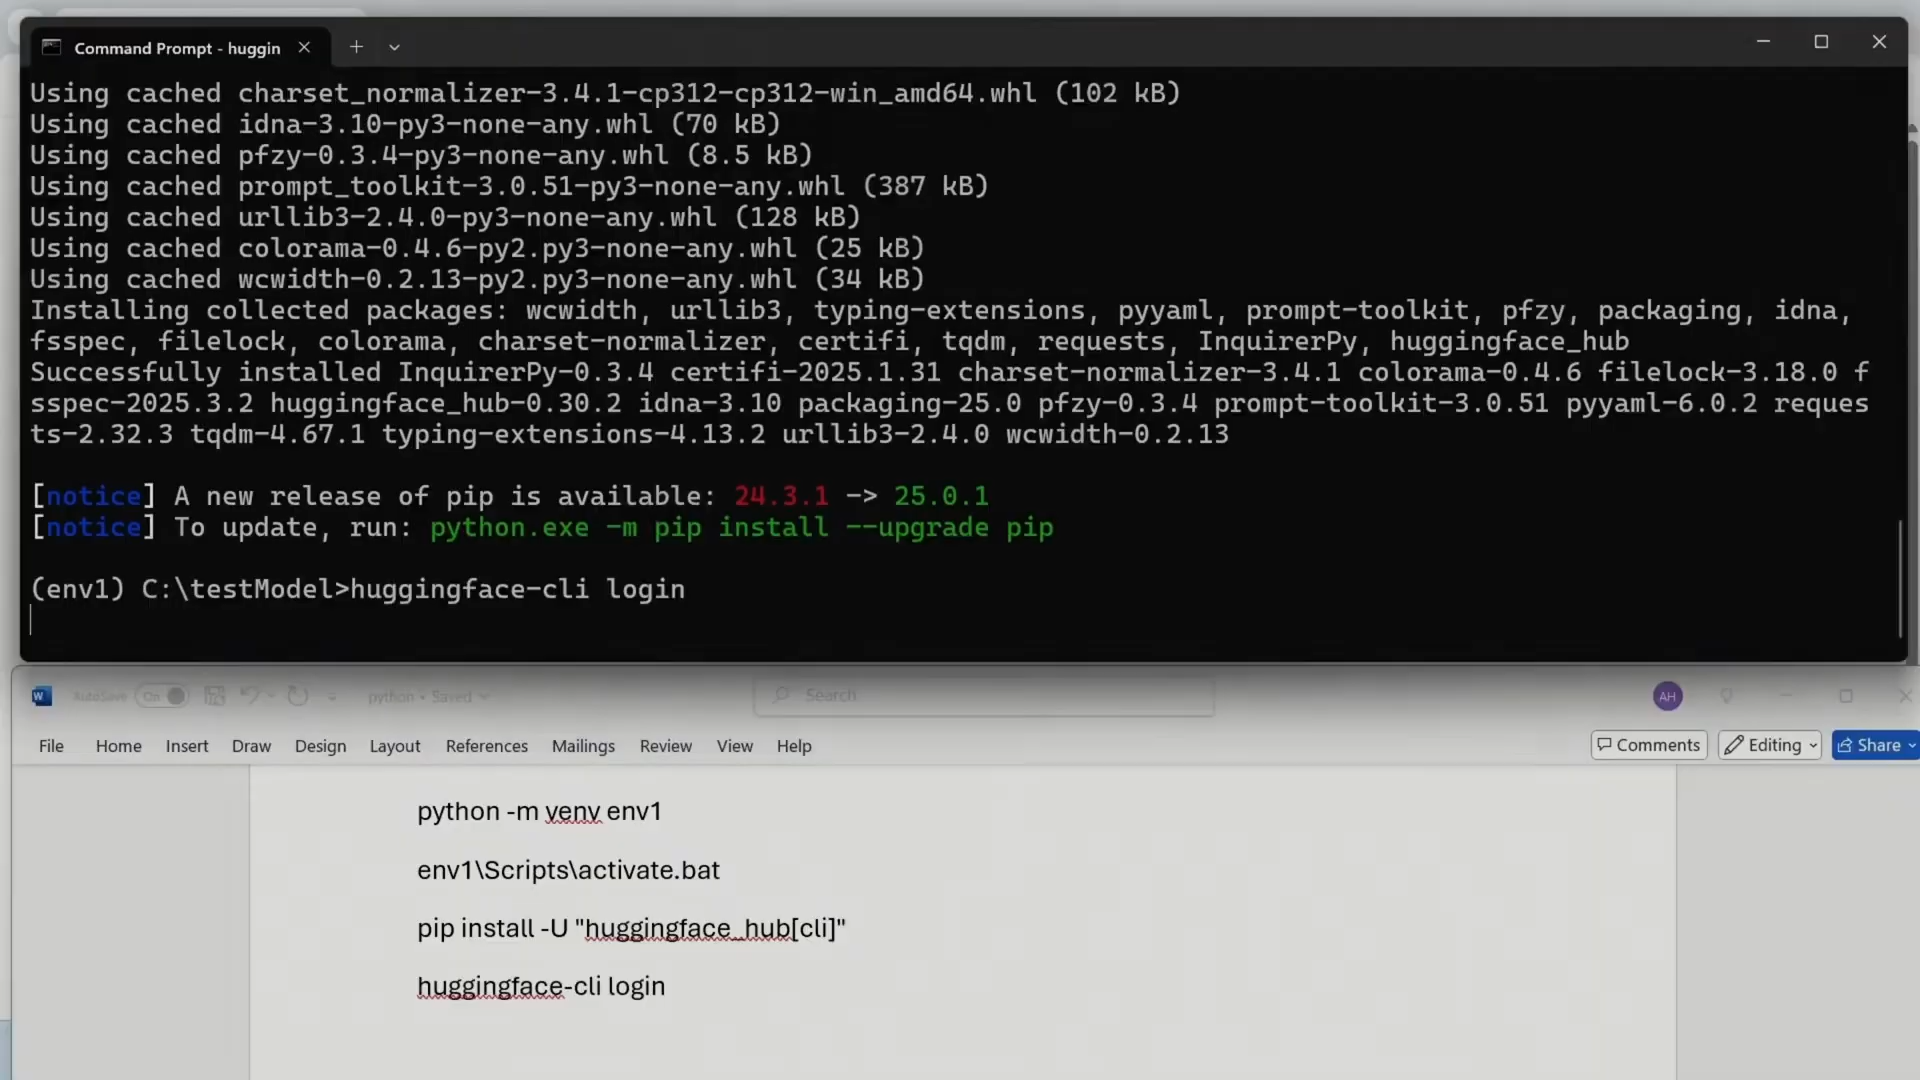 Command Prompt - huggin
Using cached charset_normalizer-3.4.1-cp312-cp312-win_amd64.whl (102 kB)
Using cached idna-3.10-py3-none-any.whl (70 kB)
Using cached pfzy-0.3.4-py3-none-any.whl (8.5 kB)
Using cached prompt_toolkit-3.0.51-py3-none-any.whl (387 kB)
Using cached urllib3-2.4.0-py3-none-any.whl (128 kB)
Using cached colorama-0.4.6-py2.py3-none-any.whl (25 kB)
Using cached wcwidth-0.2.13-py2.py3-none-any.whl (34 kB)
Installing collected packages: wcwidth, urllib3, typing-extensions, pyyaml, prompt-toolkit, pfzy, packaging, idna,
fsspec, filelock, colorama, charset-normalizer, certifi, tqdm, requests, InquirerPy, huggingface_hub
Successfully installed InquirerPy-0.3.4 certifi-2025.1.31 charset-normalizer-3.4.1 colorama-0.4.6 filelock-3.18.0 f
sspec-2025.3.2 huggingface_hub-0.30.2 idna-3.10 packaging-25.0 pfzy-0.3.4 prompt-toolkit-3.0.51 pyyaml-6.0.2 reques
ts-2.32.3 tqdm-4.67.1 typing-extensions-4.13.2 urllib3-2.4.0 wcwidth-0.2.13
[notice] A new release of pip is available: 24.3.1 -> 25.0.1
[notice] To update, run: python.exe -m pip install --upgrade pip
(env1) C:\testModel>huggingface-cli login
AutoSave On python • Saved Search AH
File Home Insert Draw Design Layout References Mailings Review View Help Comments Editing Share
python -m venv env1
env1\Scripts\activate.bat
pip install -U "huggingface_hub[cli]"
huggingface-cli login